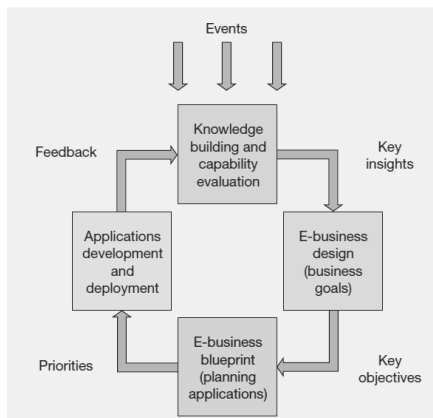 Events
Knowledge
building and
capability
evaluation
Feedback
Key
insights
Applications
development
and
deployment
E-business
design
(business
goals)
E-business
blueprint
(planning
applications)
Priorities
Key
objectives